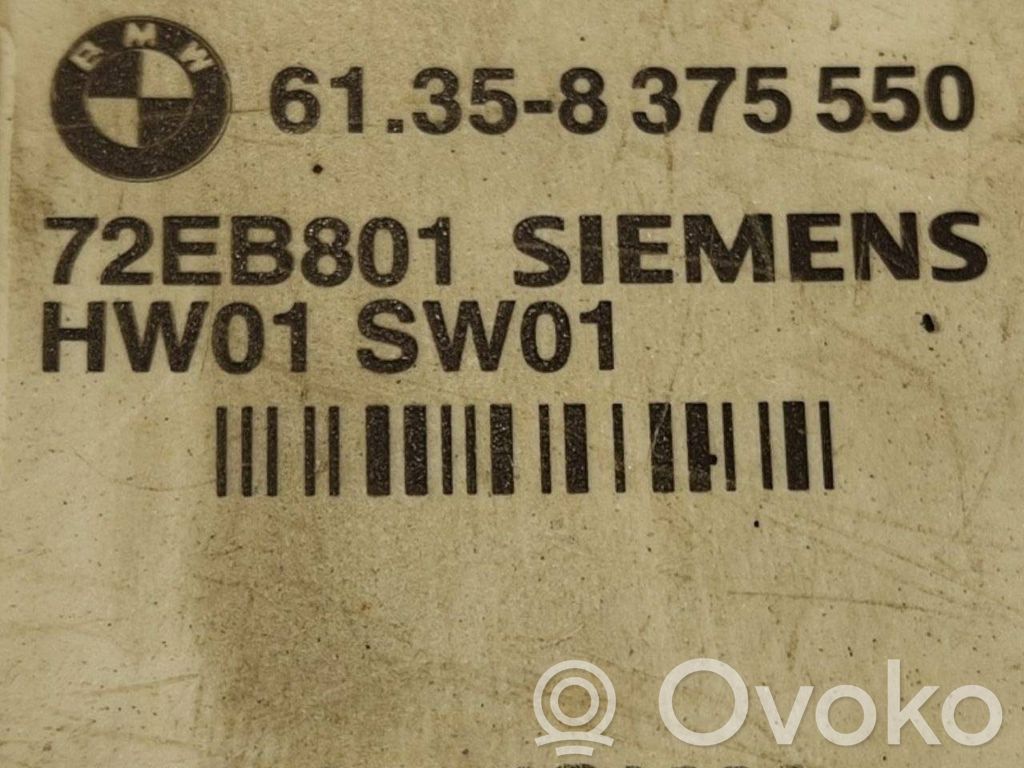 BMW 61.35-8 375 550
72EB801 SIEMENS
HW01 SW01
Ovoko